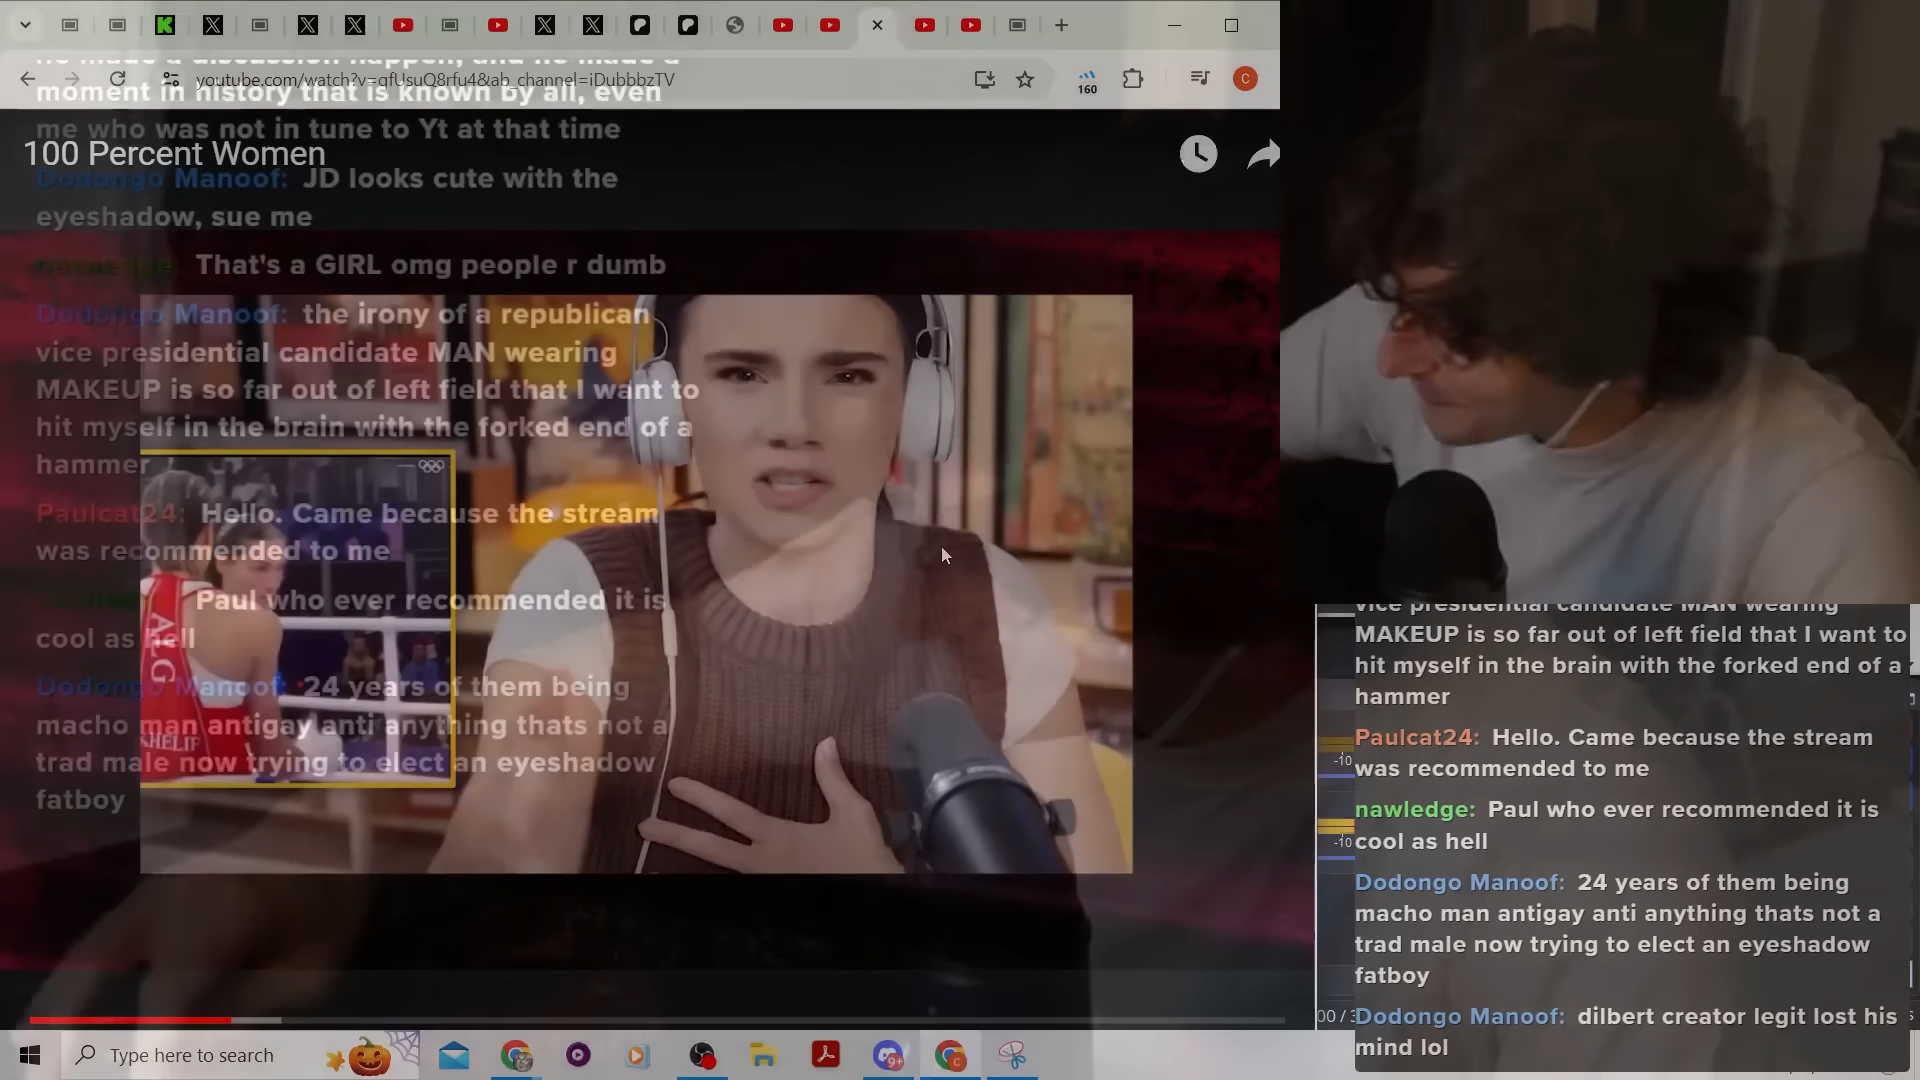 youtube.com/watch?v=qfUsuQ8rfu4&ab_channel=iDubbbzTV
160
C
moment in history that is known by all, even
me who was not in tune to Yt at that time
100 Percent Women
Dodongo Manoof: JD looks cute with the
eyeshadow, sue me
That's a GIRL omg people r dumb
Dodongo Manoof: the irony of a republican
vice presidential candidate MAN wearing
MAKEUP is so far out of left field that I want to
hit myself in the brain with the forked end of a
hammer
Paulcat24: Hello. Came because the stream
was recommended to me
Paul who ever recommended it is
cool as hell
Dodongo Manoof: 24 years of them being
macho man antigay anti anything thats not a
trad male now trying to elect an eyeshadow
fatboy
ALG
KHELIF
vice presidential candidate MAN wearing
MAKEUP is so far out of left field that I want to
hit myself in the brain with the forked end of a
hammer
Paulcat24: Hello. Came because the stream
was recommended to me
nawledge: Paul who ever recommended it is
cool as hell
Dodongo Manoof: 24 years of them being
macho man antigay anti anything thats not a
trad male now trying to elect an eyeshadow
fatboy
Dodongo Manoof: dilbert creator legit lost his
mind lol
-10
-10
Type here to search
9+